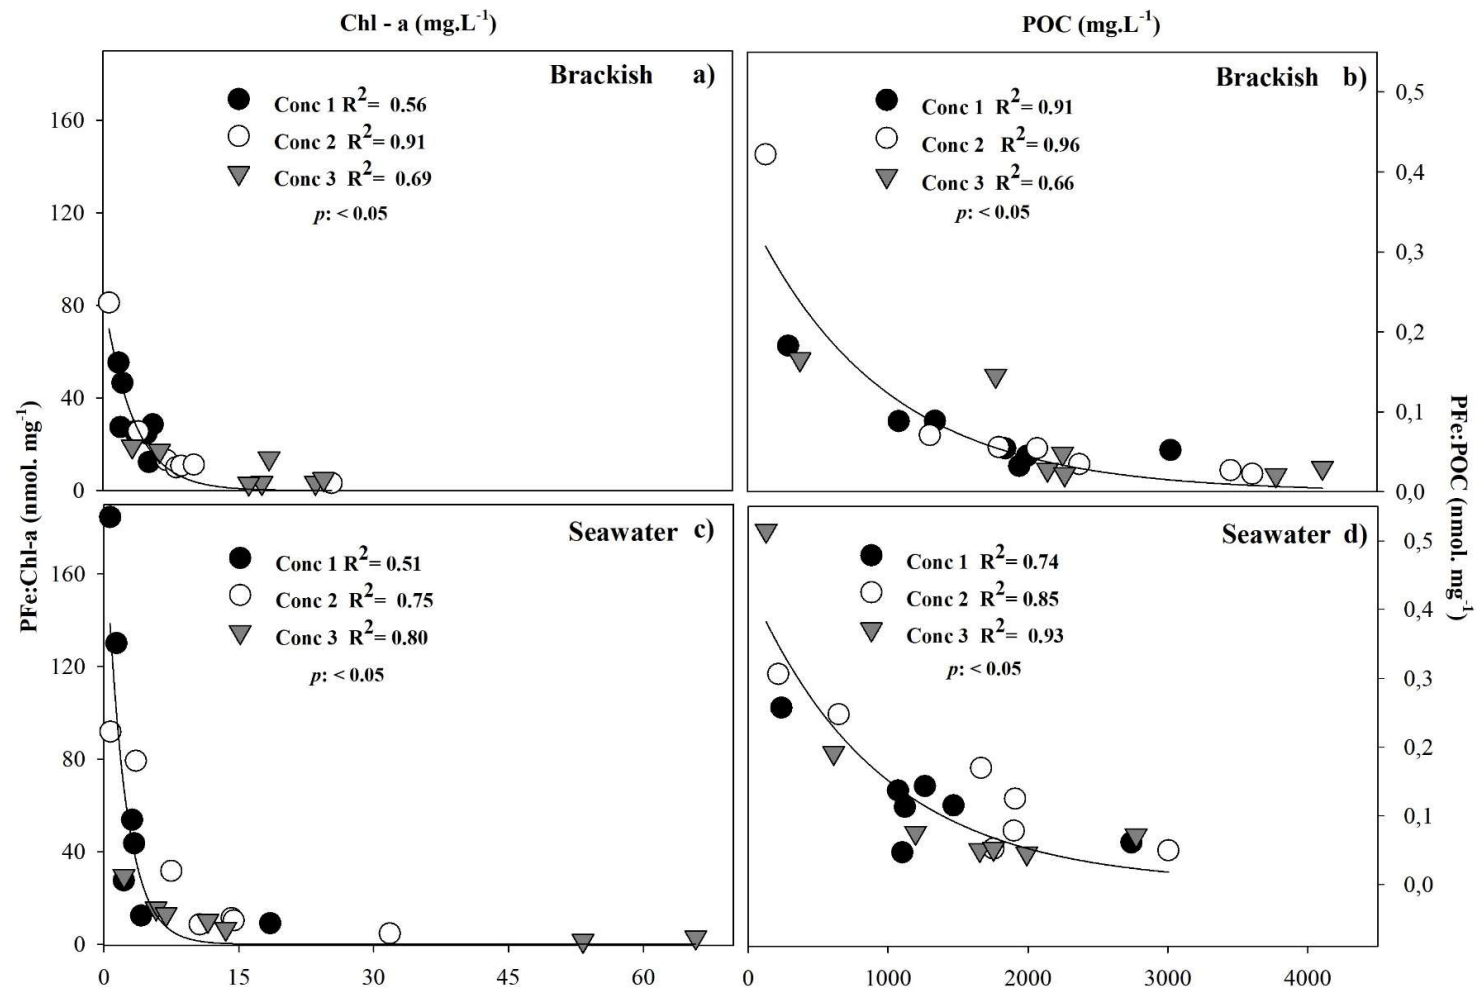 Chl - a (mg.L-1)
POC (mg.L-1)
Brackish a)
Conc 1 R2= 0.56
Conc 2 R2= 0.91
Conc 3 R2= 0.69
p: < 0.05
160
120
80
40
0
Brackish b)
Conc 1 R2= 0.91
Conc 2 R2= 0.96
Conc 3 R2= 0.66
p: < 0.05
0,5
0,4
0,3
0,2
0,1
0,0
PFe:Chl-a (nmol. mg-1)
PFe:POC (nmol. mg-1)
Seawater c)
Conc 1 R2= 0.51
Conc 2 R2= 0.75
Conc 3 R2= 0.80
p: < 0.05
160
120
80
40
0
0 15 30 45 60
Seawater d)
Conc 1 R2= 0.74
Conc 2 R2= 0.85
Conc 3 R2= 0.93
p: < 0.05
0,5
0,4
0,3
0,2
0,1
0,0
0 1000 2000 3000 4000